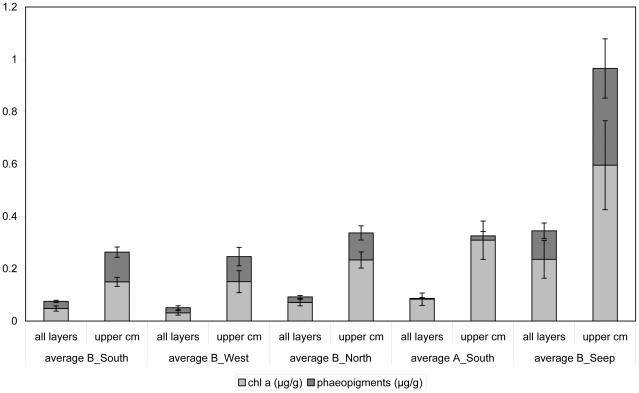 1.2
1
0.8
0.6
0.4
0.2
0
all layers upper cm all layers upper cm all layers upper cm all layers upper cm all layers upper cm
average B_South average B_West average B_North average A_South average B_Seep
chl a (µg/g) phaeopigments (µg/g)